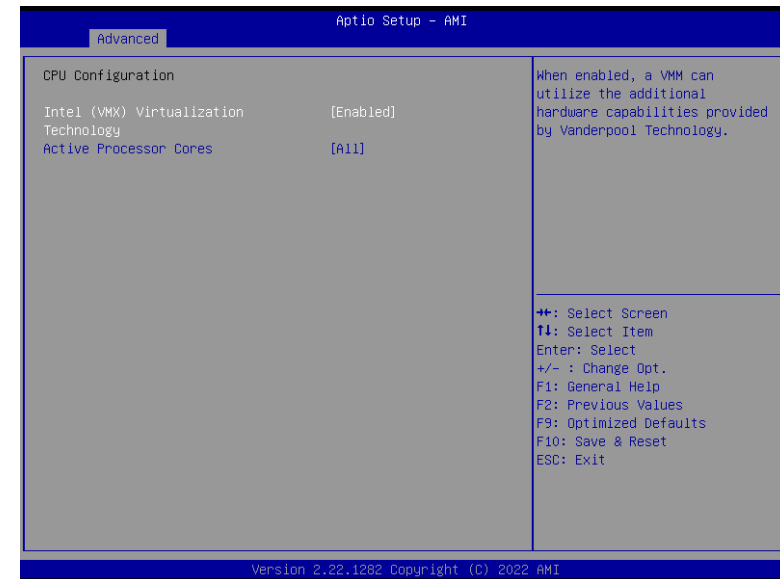 Aptio Setup - AMI
Advanced
CPU Configuration
Intel (VMX) Virtualization [Enabled]
Technology
Active Processor Cores [All]
When enabled, a VMM can
utilize the additional
hardware capabilities provided
by Vanderpool Technology.
→←: Select Screen
↑↓: Select Item
Enter: Select
+/- : Change Opt.
F1: General Help
F2: Previous Values
F9: Optimized Defaults
F10: Save & Reset
ESC: Exit
Version 2.22.1282 Copyright (C) 2022 AMI